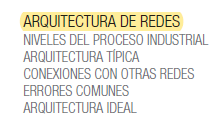 ARQUITECTURA DE REDES
NIVELES DEL PROCESO INDUSTRIAL
ARQUITECTURA TÍPICA
CONEXIONES CON OTRAS REDES
ERRORES COMUNES
ARQUITECTURA IDEAL